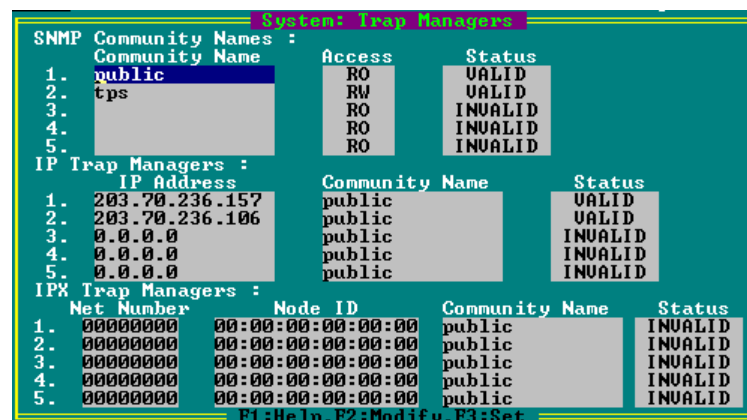 System: Trap Managers
SNMP Community Names :
Community Name Access Status
1. public RO VALID
2. tps RW VALID
3. RO INVALID
4. RO INVALID
5. RO INVALID
IP Trap Managers :
IP Address Community Name Status
1. 203.70.236.157 public VALID
2. 203.70.236.106 public VALID
3. 0.0.0.0 public INVALID
4. 0.0.0.0 public INVALID
5. 0.0.0.0 public INVALID
IPX Trap Managers :
Net Number Node ID Community Name Status
1. 00000000 00:00:00:00:00:00 public INVALID
2. 00000000 00:00:00:00:00:00 public INVALID
3. 00000000 00:00:00:00:00:00 public INVALID
4. 00000000 00:00:00:00:00:00 public INVALID
5. 00000000 00:00:00:00:00:00 public INVALID
F1:Help,F2:Modify,F3:Set